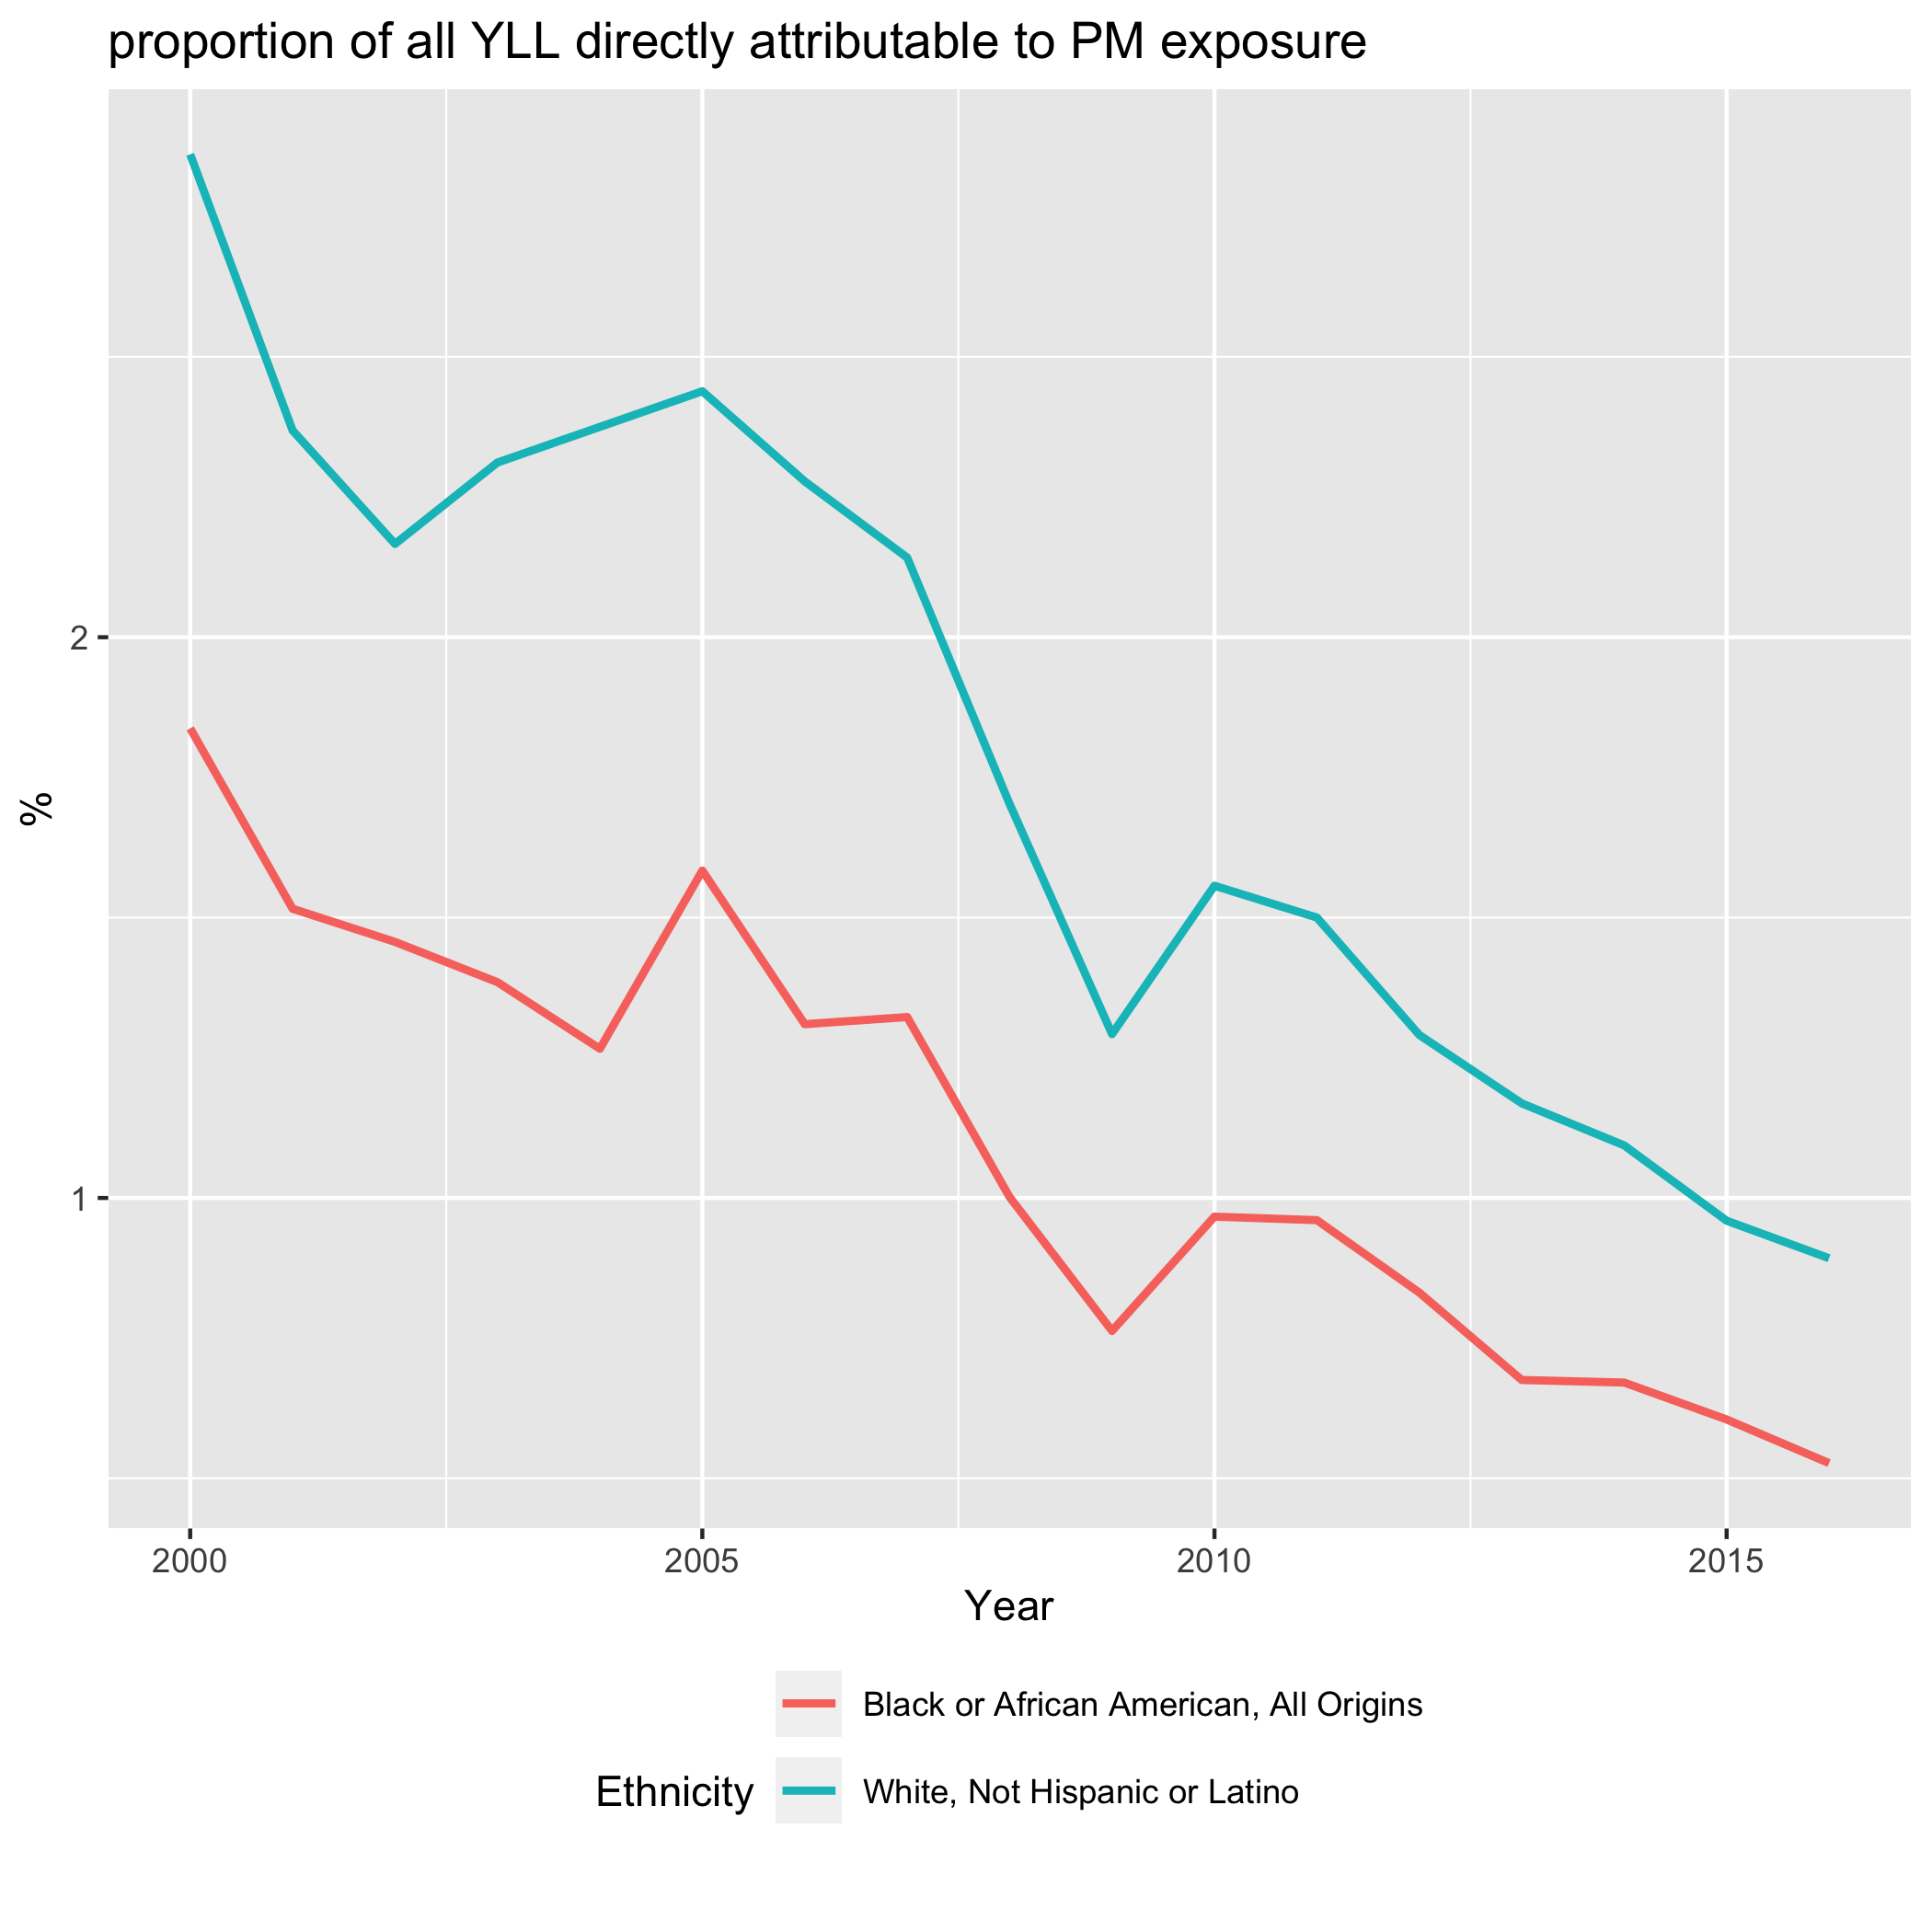 proportion of all YLL directly attributable to PM exposure
%
2
1
2000 2005 2010 2015
Year
Ethnicity
Black or African American, All Origins
White, Not Hispanic or Latino